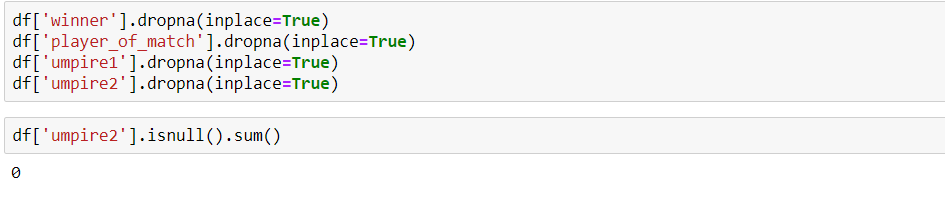 df['winner'].dropna(inplace=True)
df['player_of_match'].dropna(inplace=True)
df['umpire1'].dropna(inplace=True)
df['umpire2'].dropna(inplace=True)
df['umpire2'].isnull().sum()
0